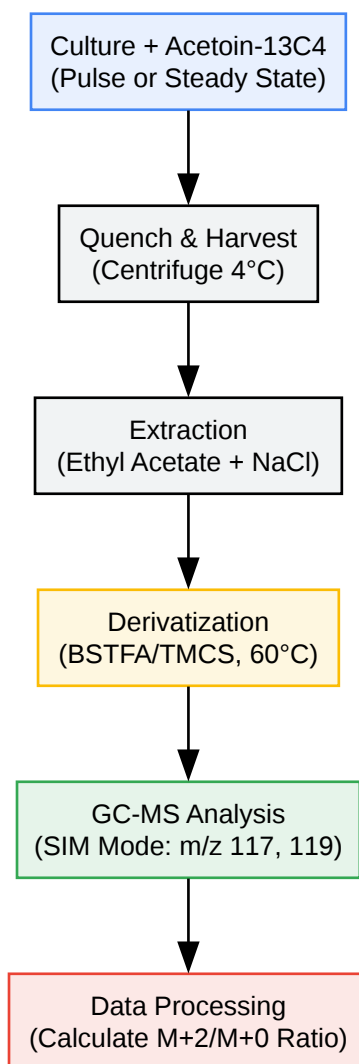 Culture + Acetoin-13C4
(Pulse or Steady State)
Quench & Harvest
(Centrifuge 4°C)
Extraction
(Ethyl Acetate + NaCl)
Derivatization
(BSTFA/TMCS, 60°C)
GC-MS Analysis
(SIM Mode: m/z 117, 119)
Data Processing
(Calculate M+2/M+0 Ratio)